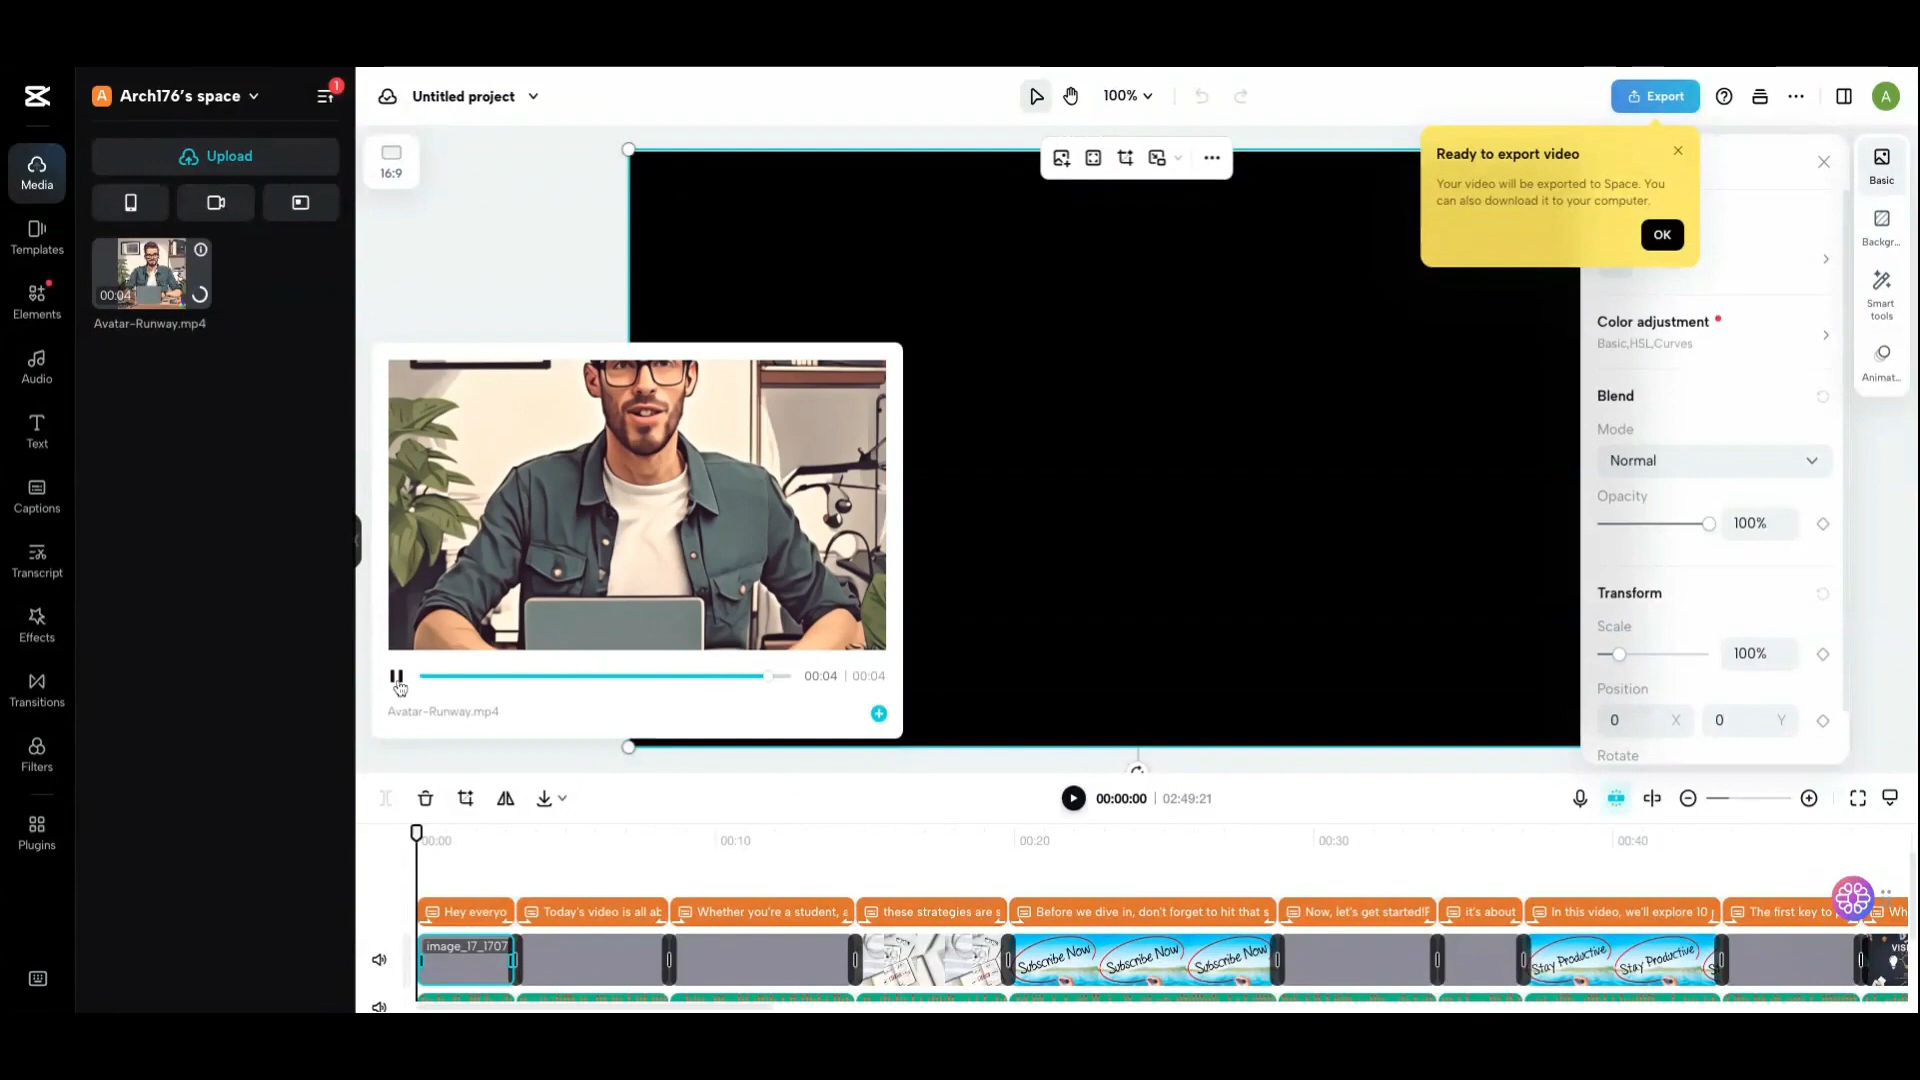 A Arch176's space
1
Untitled project
100%
Export
A
Upload
Media
Templates
Elements
Audio
Text
Captions
Transcript
Effects
Transitions
Filters
Plugins
00:04
Avatar-Runway.mp4
16:9
Ready to export video
Your video will be exported to Space. You
can also download it to your computer.
OK
Basic
Backgr...
Smart
tools
Animat...
Color adjustment
Basic,HSL,Curves
Blend
Mode
Normal
Opacity
100%
Transform
Scale
100%
Position
0 X 0 Y
Rotate
00:04 | 00:04
Avatar-Runway.mp4
00:00:00 | 02:49:21
00:00 00:10 00:20 00:30 00:40
Hey everyo Today's video is all ab Whether you're a student, a these strategies are s Before we dive in, don't forget to hit that s Now, let's get started!F it's about In this video, we'll explore 10 The first key to Wh
image_17_1707
Subscribe Now Subscribe Now Subscribe Now Stay Productive Stay Productive S VISI